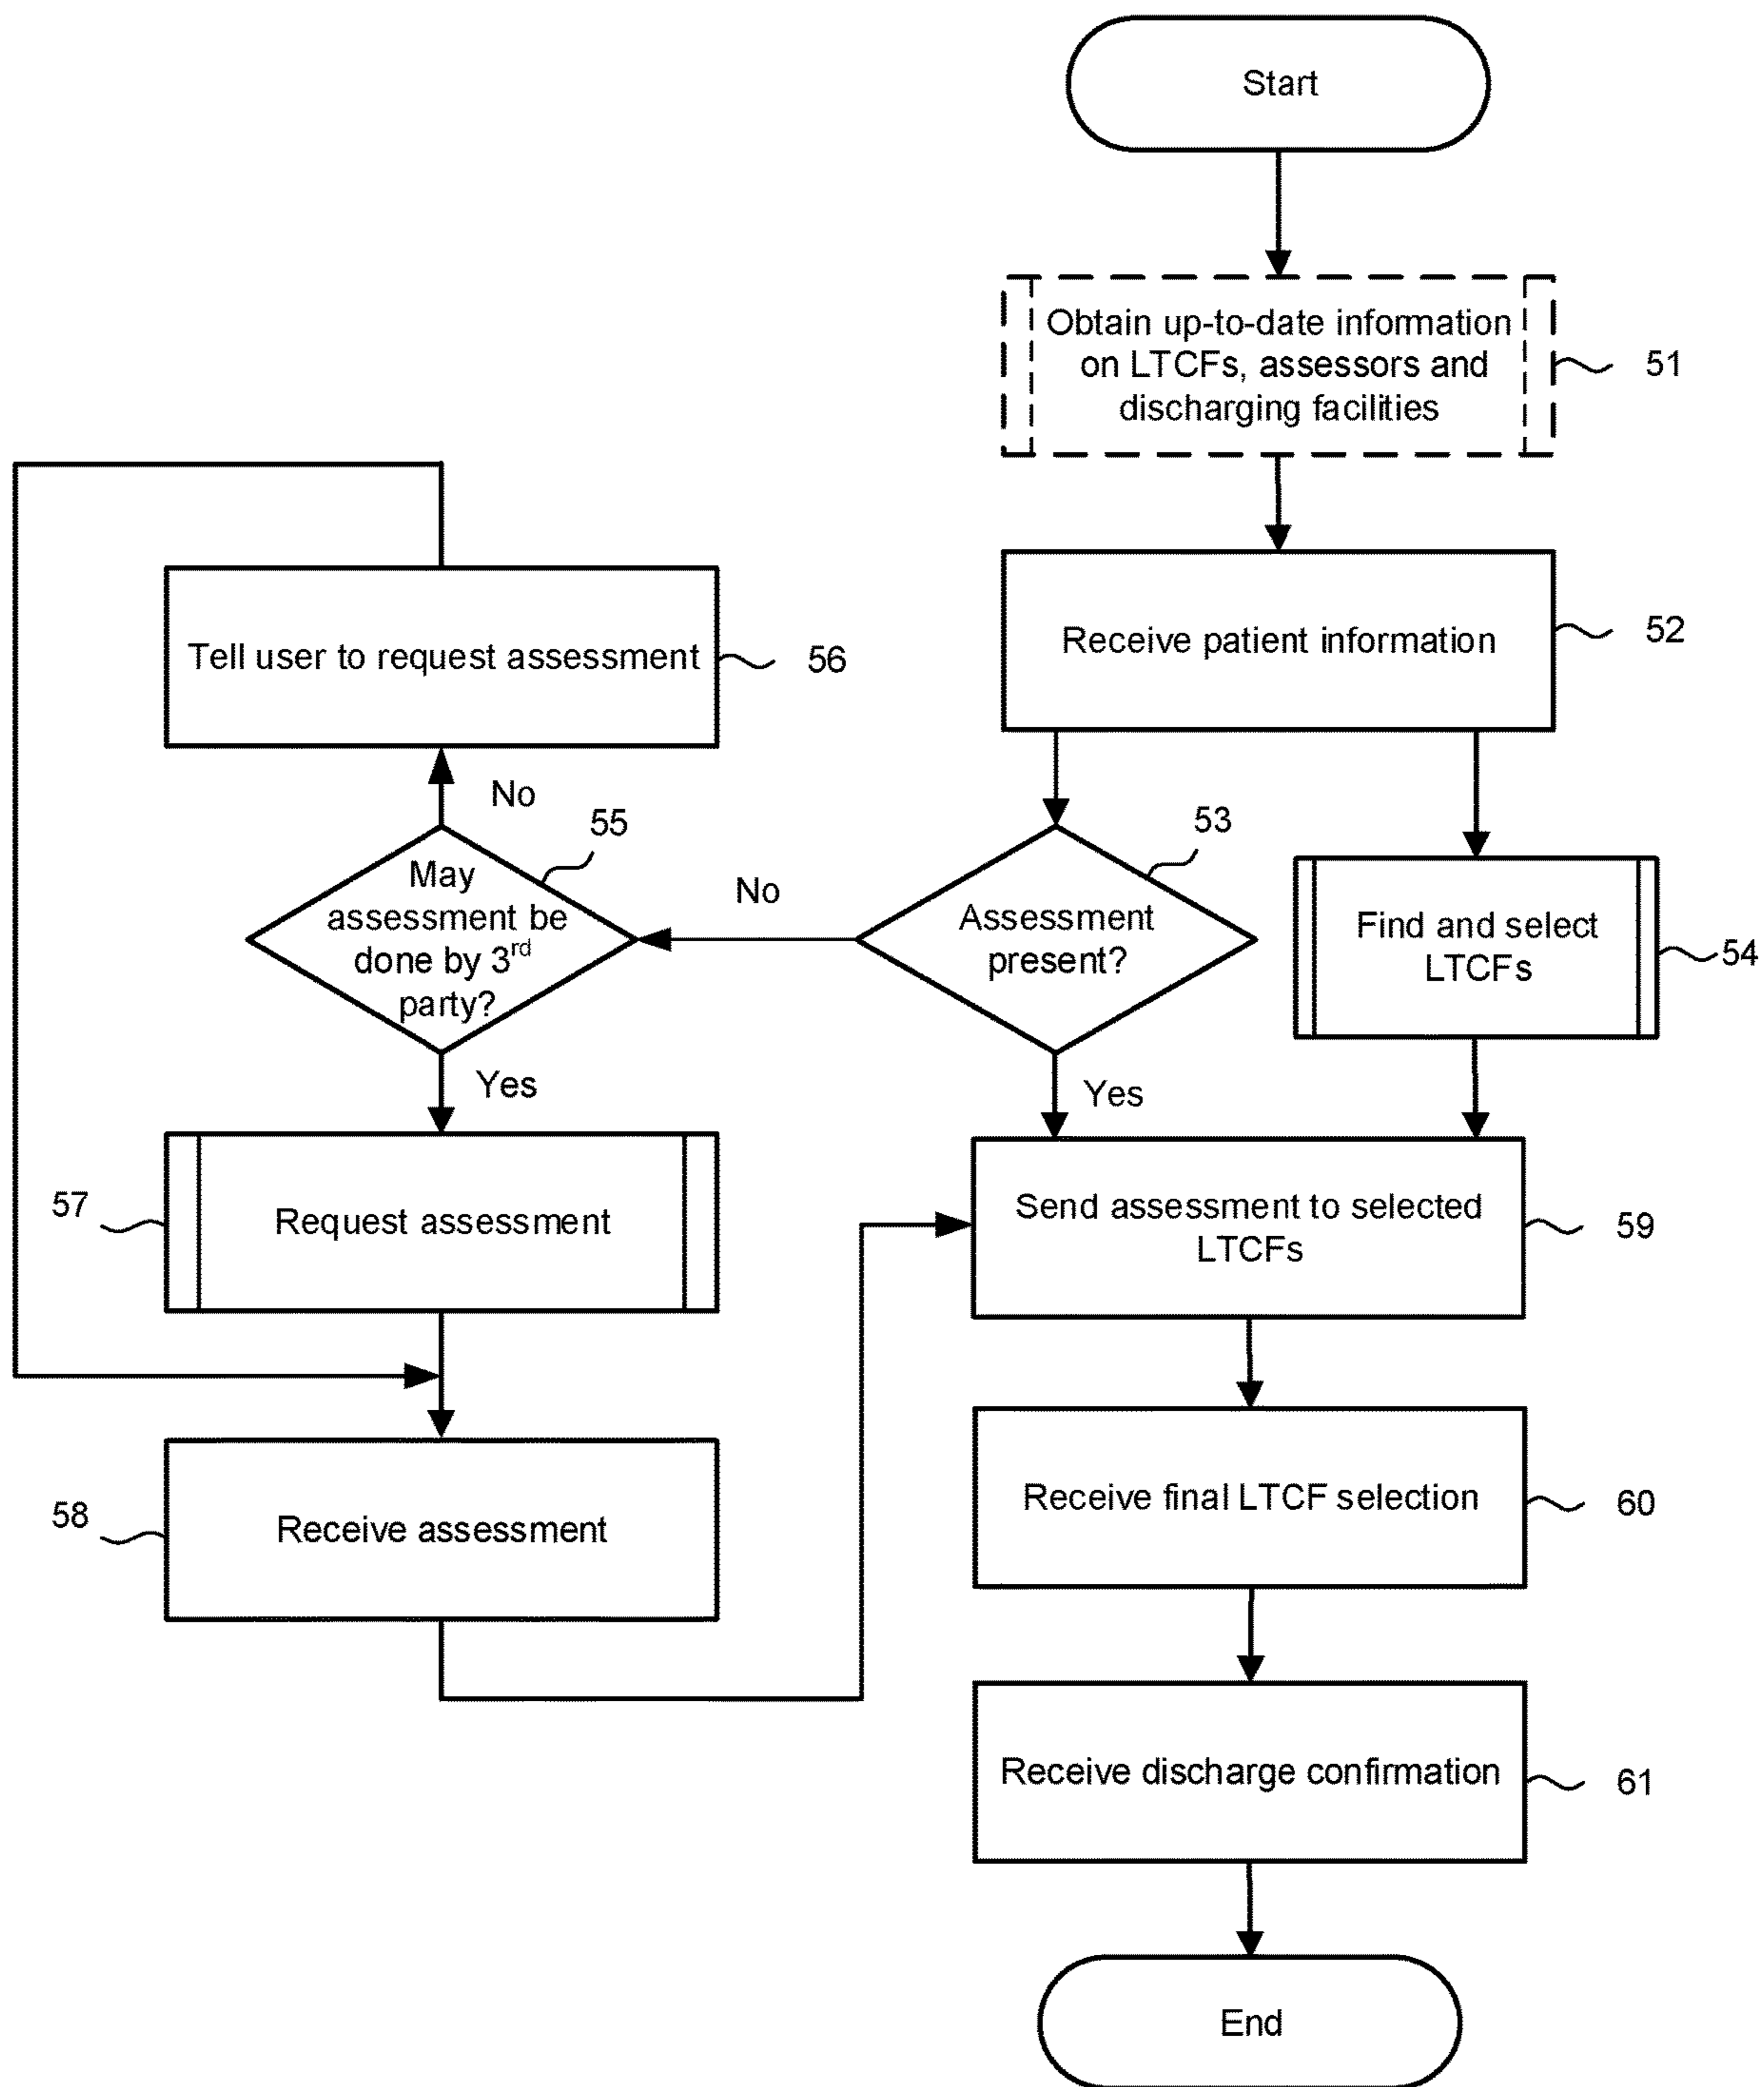 Start
Obtain up-to-date information
on LTCFs, assessors and
discharging facilities
51
Receive patient information
52
Tell user to request assessment
56
No
55
May
assessment be
done by 3rd
party?
No
53
Assessment
present?
Find and select
LTCFs
54
Yes
Yes
57
Request assessment
Send assessment to selected
LTCFs
59
58
Receive assessment
Receive final LTCF selection
60
Receive discharge confirmation
61
End